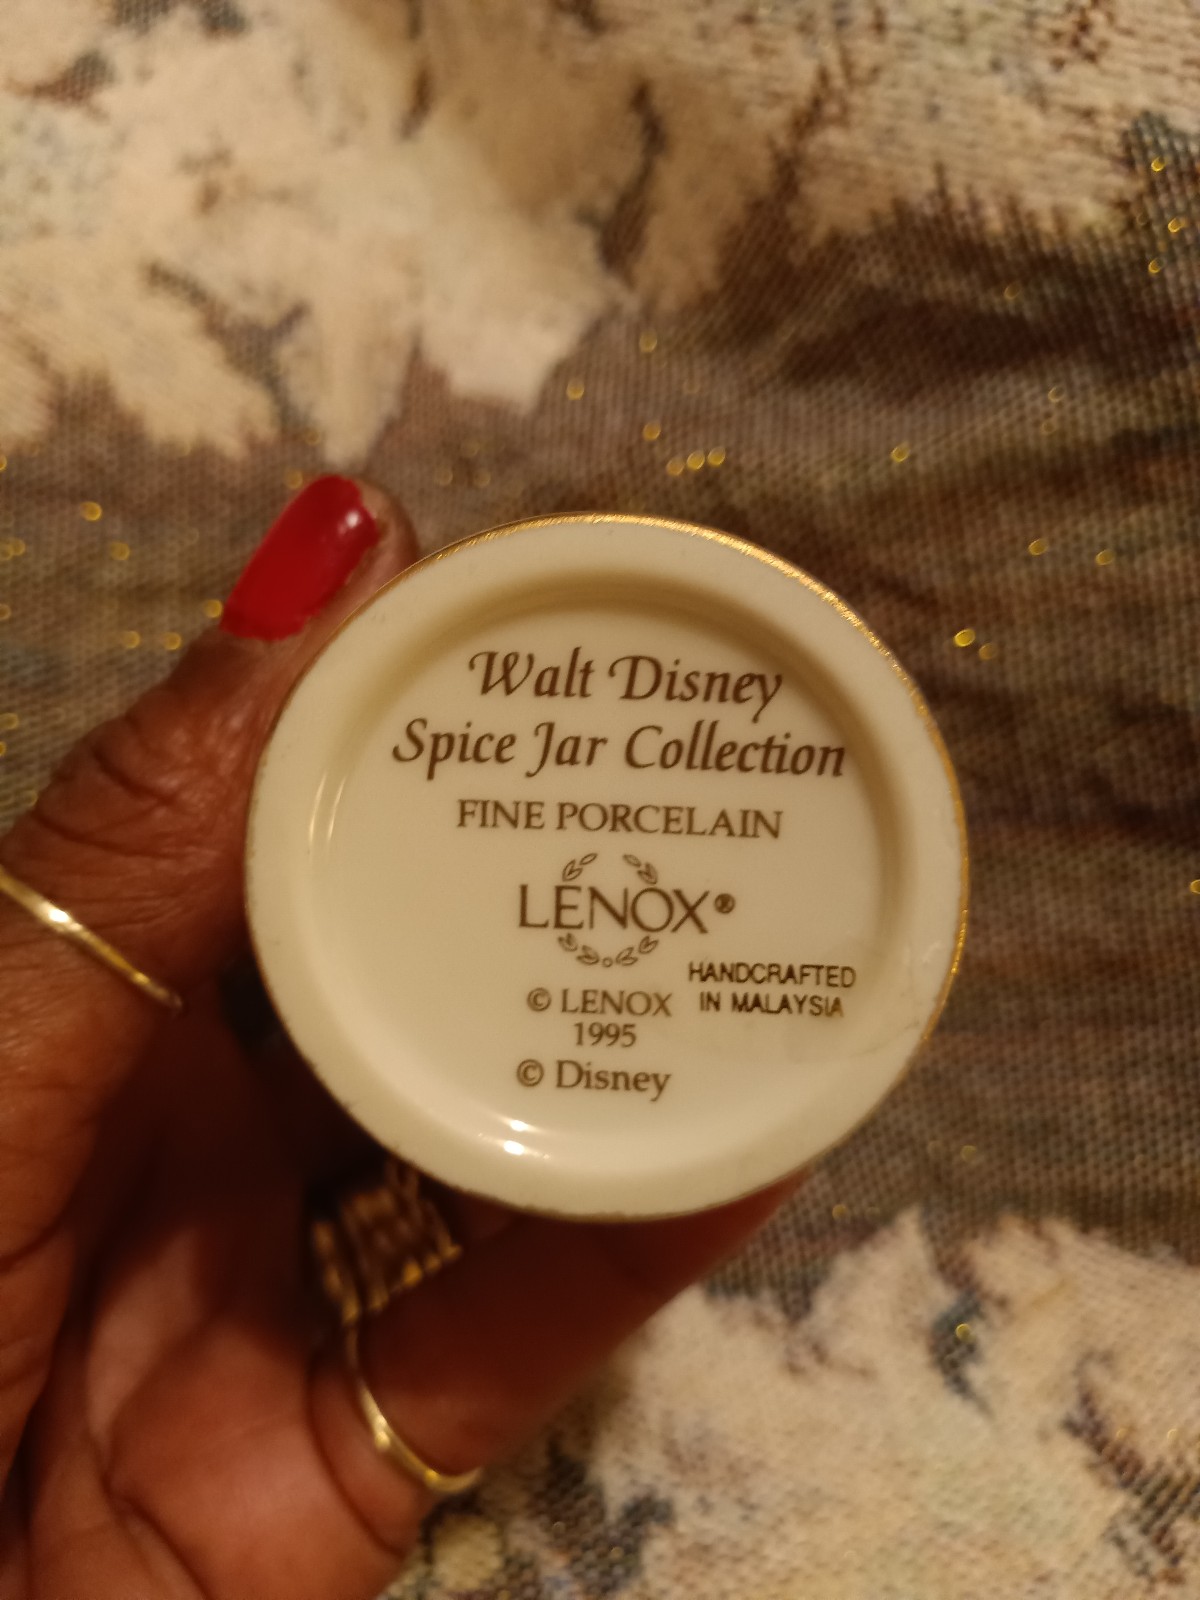 Walt Disney
Spice Jar Collection
FINE PORCELAIN
LENOX®
HANDCRAFTED
IN MALAYSIA
© LENOX
1995
© Disney